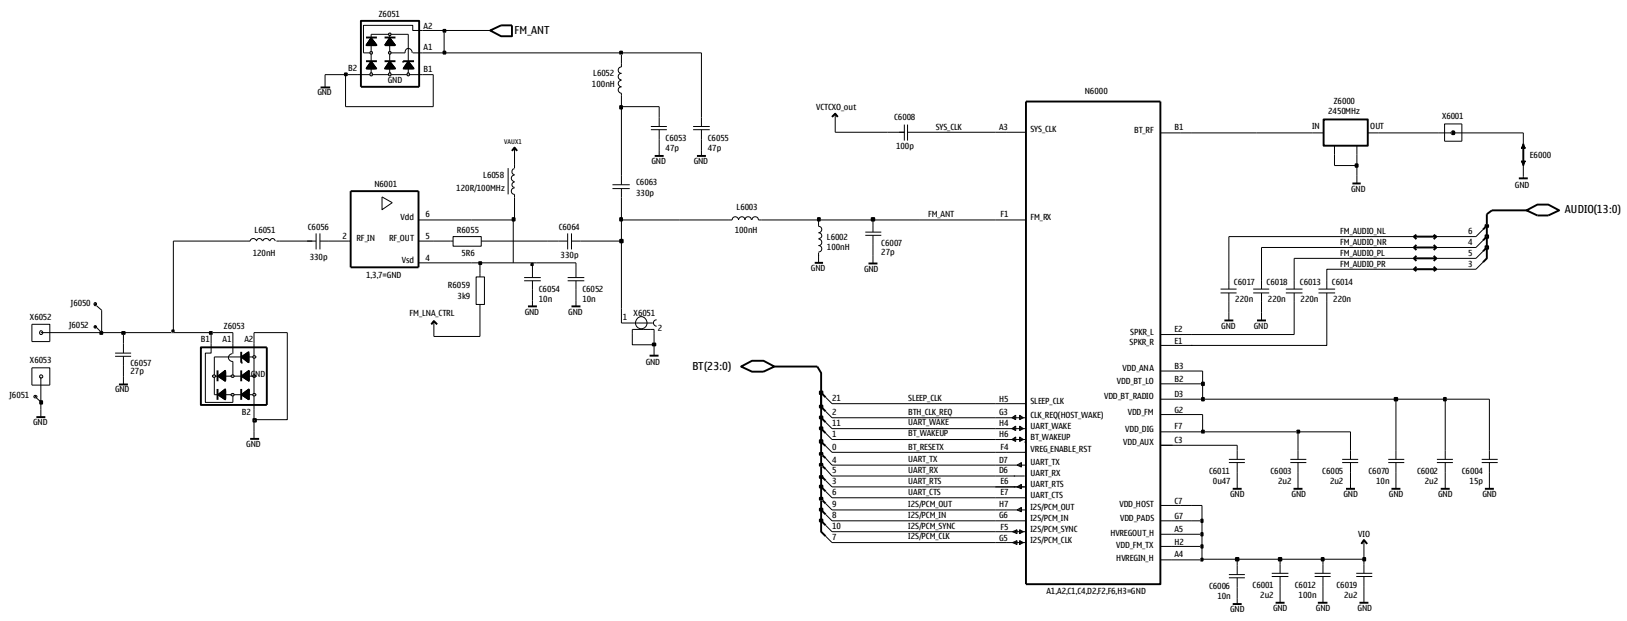 Z6051
A2
FM_ANT
A1
B2
B1
GND
GND
L6052
100nH
C6053
47p
GND
C6055
47p
GND
VAUX1
L6058
120R/100MHz
C6063
330p
N6001
Vdd
6
RF_IN
2
RF_OUT
5
Vsd
4
1,3,7=GND
L6051
120nH
C6056
330p
R6055
5R6
C6064
330p
R6059
3k9
FM_LNA_CTRL
C6054
10n
GND
C6052
10n
GND
L6003
100nH
FM_ANT
F1
L6002
100nH
GND
C6007
27p
GND
1
X6051
2
GND
J6050
X6052
J6052
X6053
J6051
GND
C6057
27p
GND
Z6053
B1
A1
A2
GND
B2
GND
VCTCXO_out
C6008
100p
SYS_CLK
A3
N6000
SYS_CLK
BT_RF
B1
FM_RX
Z6000
2450MHz
IN
OUT
GND
X6001
E6000
GND
AUDIO(13:0)
FM_AUDIO_NL
6
FM_AUDIO_NR
4
FM_AUDIO_PL
5
FM_AUDIO_PR
3
C6017
220n
GND
C6018
220n
GND
C6013
220n
C6014
220n
SPKR_L
E2
SPKR_R
E1
BT(23:0)
21
SLEEP_CLK
H5
SLEEP_CLK
2
BTH_CLK_REQ
G3
CLK_REQ(HOST_WAKE)
11
UART_WAKE
H4
UART_WAKE
1
BT_WAKEUP
H6
BT_WAKEUP
0
BT_RESETX
F4
VREG_ENABLE_RST
4
UART_TX
D7
UART_TX
5
UART_RX
D6
UART_RX
3
UART_RTS
E6
UART_RTS
6
UART_CTS
E7
UART_CTS
9
I2S/PCM_OUT
H7
I2S/PCM_OUT
8
I2S/PCM_IN
G6
I2S/PCM_IN
10
I2S/PCM_SYNC
F5
I2S/PCM_SYNC
7
I2S/PCM_CLK
G5
I2S/PCM_CLK
VDD_ANA
B3
VDD_BT_LO
B2
VDD_BT_RADIO
D3
VDD_FM
G2
VDD_DIG
F7
VDD_AUX
C3
C6011
0u47
GND
C6003
2u2
GND
C6005
2u2
GND
C6070
10n
GND
C6002
2u2
GND
C6004
15p
GND
VDD_HOST
C7
VDD_PADS
G7
HVREGOUT_H
A5
VDD_FM_TX
H2
HVREGIN_H
A4
VIO
C6006
10n
GND
C6001
2u2
GND
C6012
100n
GND
C6019
2u2
GND
A1,A2,C1,C4,D2,F2,F6,H3=GND